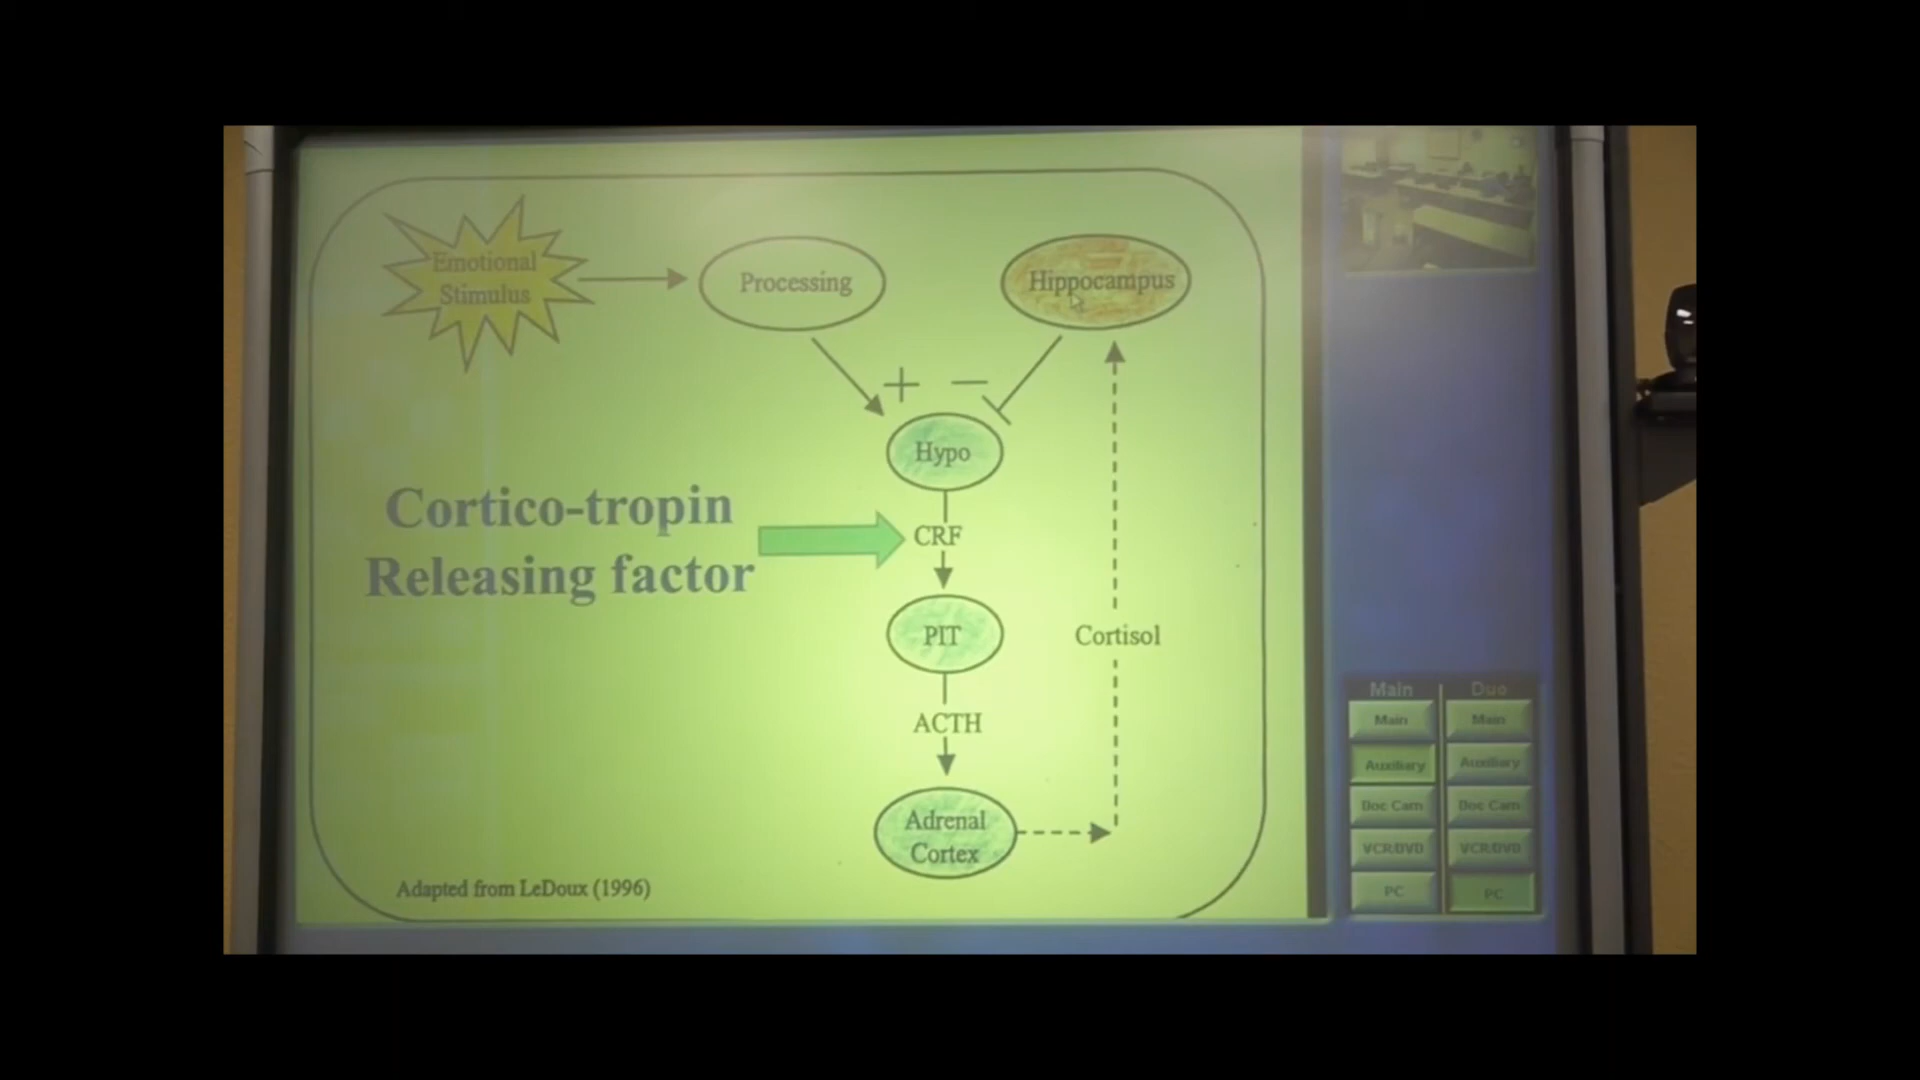 Emotional
Stimulus
Processing
Hippocampus
+
−
Hypo
Cortico-tropin
Releasing factor
CRF
PIT
Cortisol
ACTH
Adrenal
Cortex
Adapted from LeDoux (1996)
Main Duo
Main Main
Auxiliary Auxiliary
Doc Cam Doc Cam
VCR/DVD VCR/DVD
PC PC